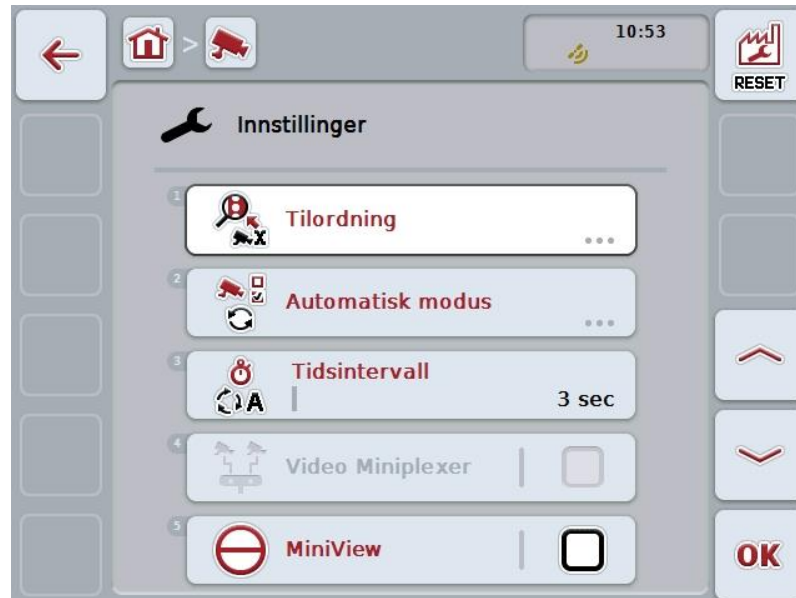 10:53
RESET
Innstillinger
1
Tilordning
...
2
Automatisk modus
...
3
Tidsintervall
A
3 sec
4
Video Miniplexer
5
MiniView
OK